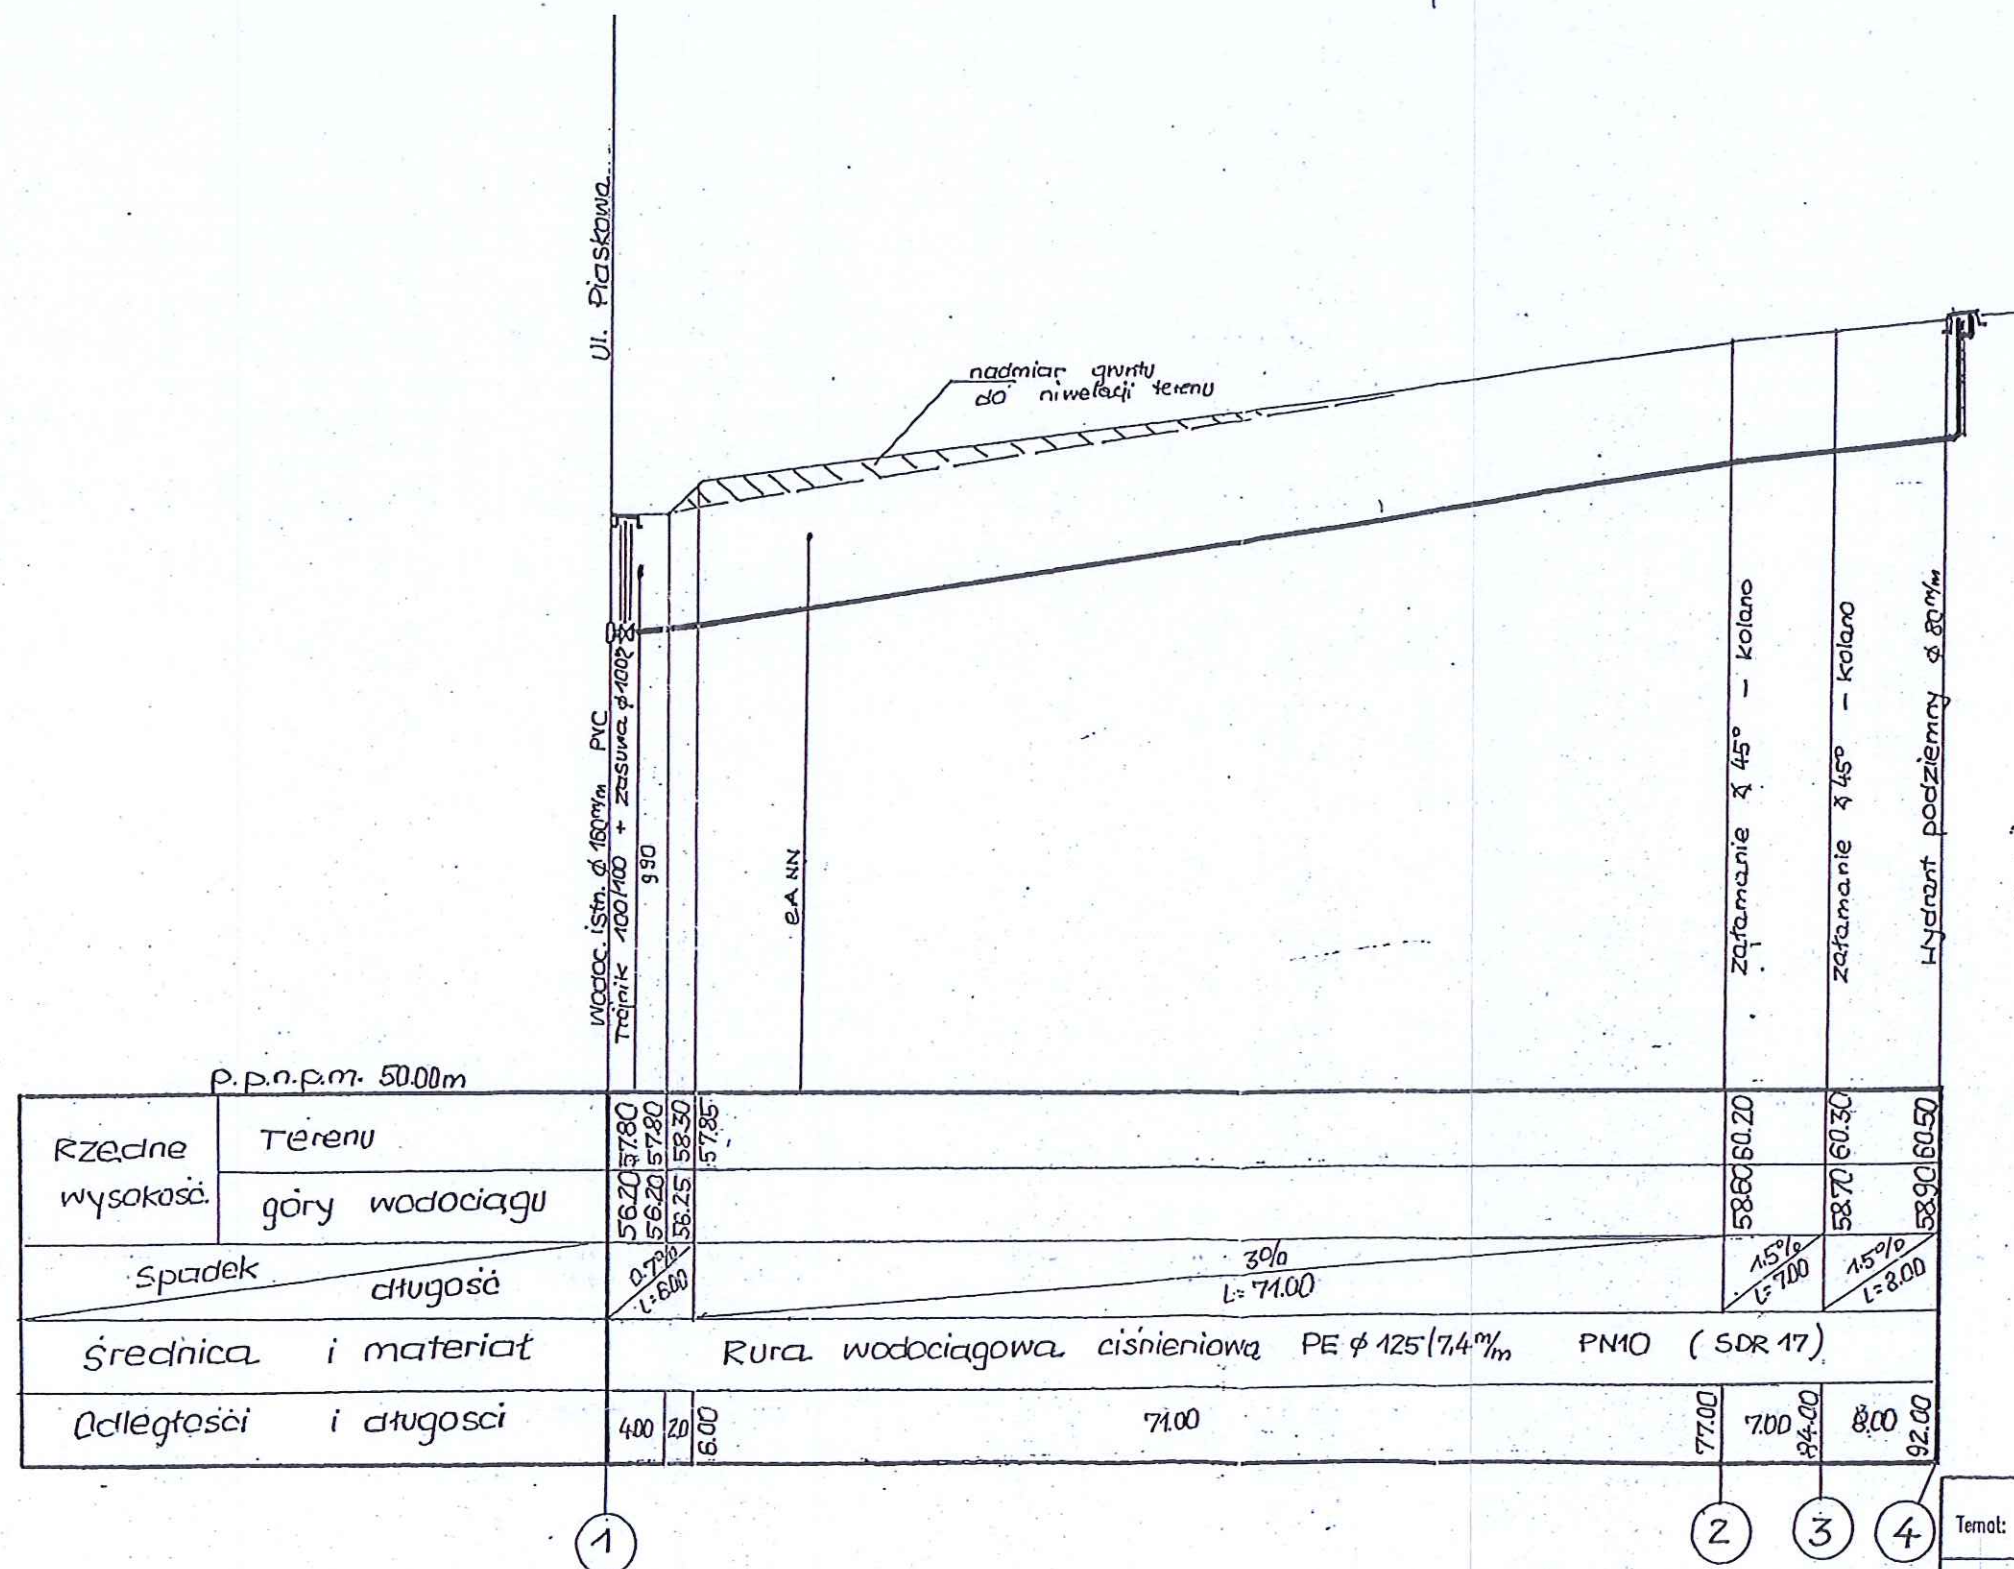 Ul. Piaskowa
nadmiar gruntu
do niwelacji terenu
Wodoc. istn. ø 160 m/m PVC
Trójnik 100/100 + zasuwa ø 100
g 90
eA NN
załamanie ∡ 45° – kolano
załamanie ∡ 45° – kolano
Hydrant podziemny ø 80 m/m
p.p.n.p.m. 50.00m
Rzędne wysokość.
Terenu
57.80 57.80 58.30 57.85 60.20 60.30 60.50
góry wodociągu
56.20 56.20 56.25 58.60 58.70 58.90
Spadek
długość
0.7% L=6.00
3% L=71.00
1.5% L=7.00
1.5% L=8.00
Średnica i materiał
Rura wodociągowa ciśnieniowa PE ø 125/7,4 m/m PN10 (SDR 17)
Odległości i długosci
4.00 2.0 6.00 71.00 77.00 7.00 84.00 8.00 92.00
1 2 3 4
Temat: